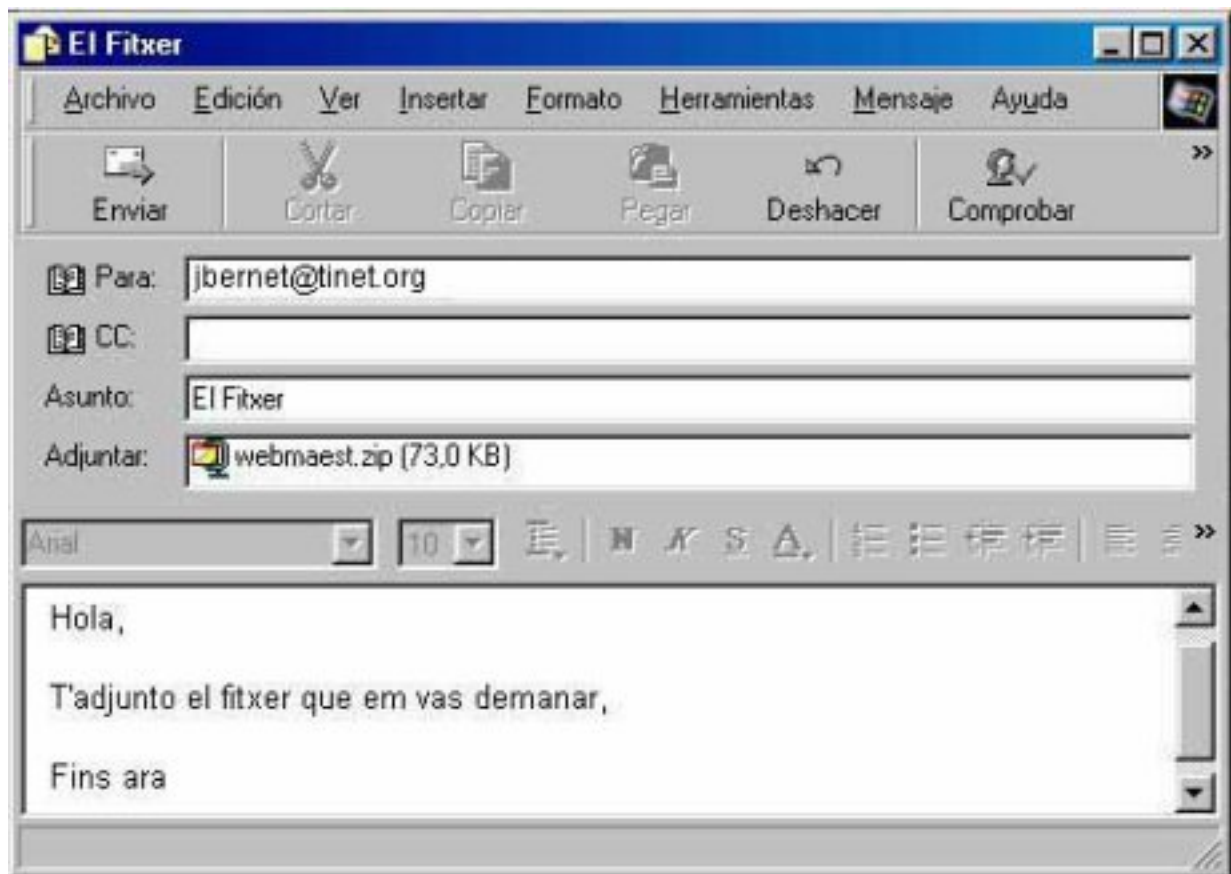 El Fitxer
Archivo Edición Ver Insertar Formato Herramientas Mensaje Ayuda
Enviar Cortar Copiar Pegar Deshacer Comprobar »
Para: jbernet@tinet.org
CC:
Asunto: El Fitxer
Adjuntar: webmaest.zip (73,0 KB)
Arial 10 N K S A »
Hola,
T'adjunto el fitxer que em vas demanar,
Fins ara